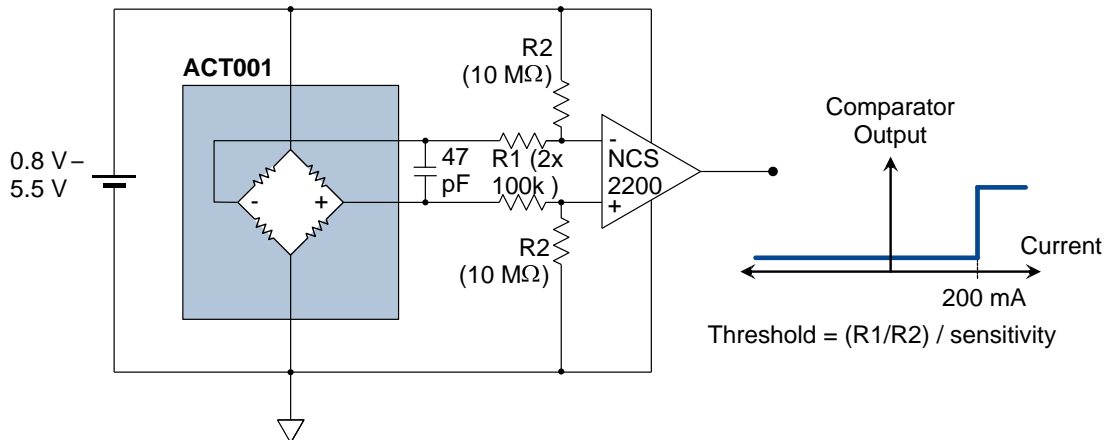 R2
(10 MΩ)
ACT001
Comparator
Output
0.8 V –
5.5 V
47
pF
R1 (2x
100k )
-
NCS
2200
+
-
+
R2
(10 MΩ)
Current
200 mA
Threshold = (R1/R2) / sensitivity